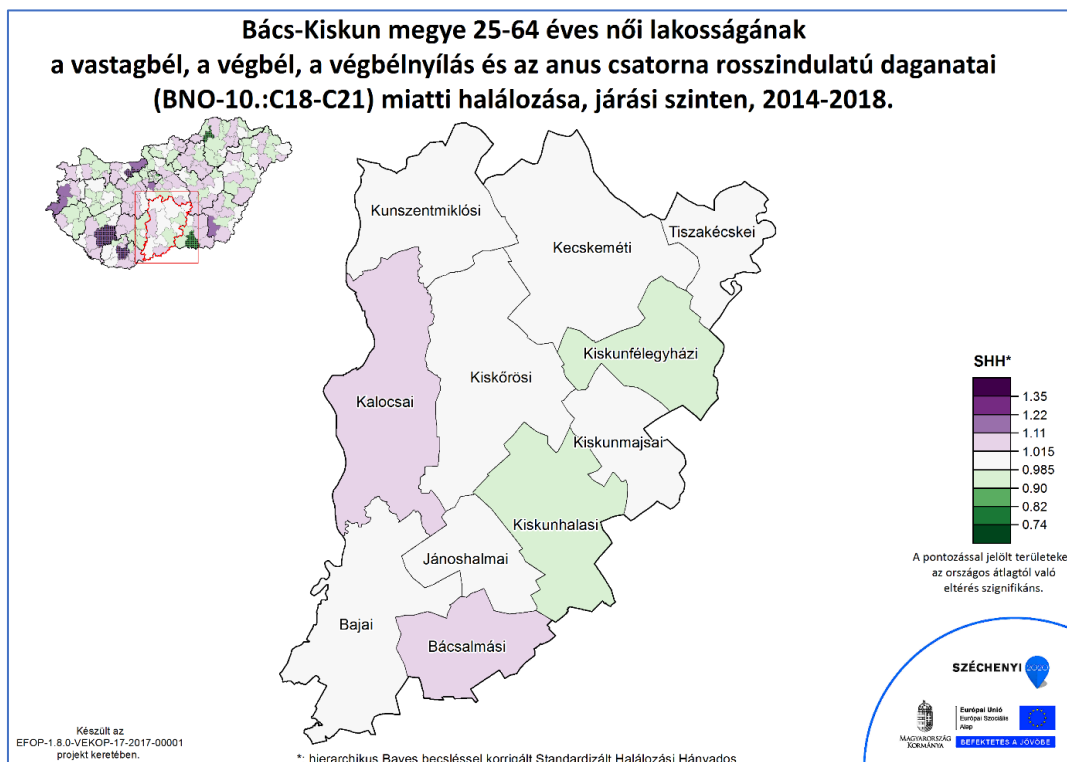 Bács-Kiskun megye 25-64 éves női lakosságának
a vastagbél, a végbél, a végbélnyílás és az anus csatorna rosszindulatú daganatai
(BNO-10.:C18-C21) miatti halálozása, járási szinten, 2014-2018.
Kunszentmiklósi
Kecskeméti
Tiszakécskei
Kiskunfélegyházi
Kiskőrösi
Kalocsai
Kiskunmajsai
Kiskunhalasi
Jánoshalmai
Bajai
Bácsalmási
SHH*
1.35
1.22
1.11
1.015
0.985
0.90
0.82
0.74
A pontozással jelölt területeke
az országos átlagtól való
eltérés szignifikáns.
SZÉCHENYI 2020
Magyarország
Kormánya
Európai Unió
Európai Szociális
Alap
BEFEKTETÉS A JÖVŐBE
Készült az
EFOP-1.8.0-VEKOP-17-2017-00001
projekt keretében.
*: hierarchikus Bayes becsléssel korrigált Standardizált Halálozási Hányados